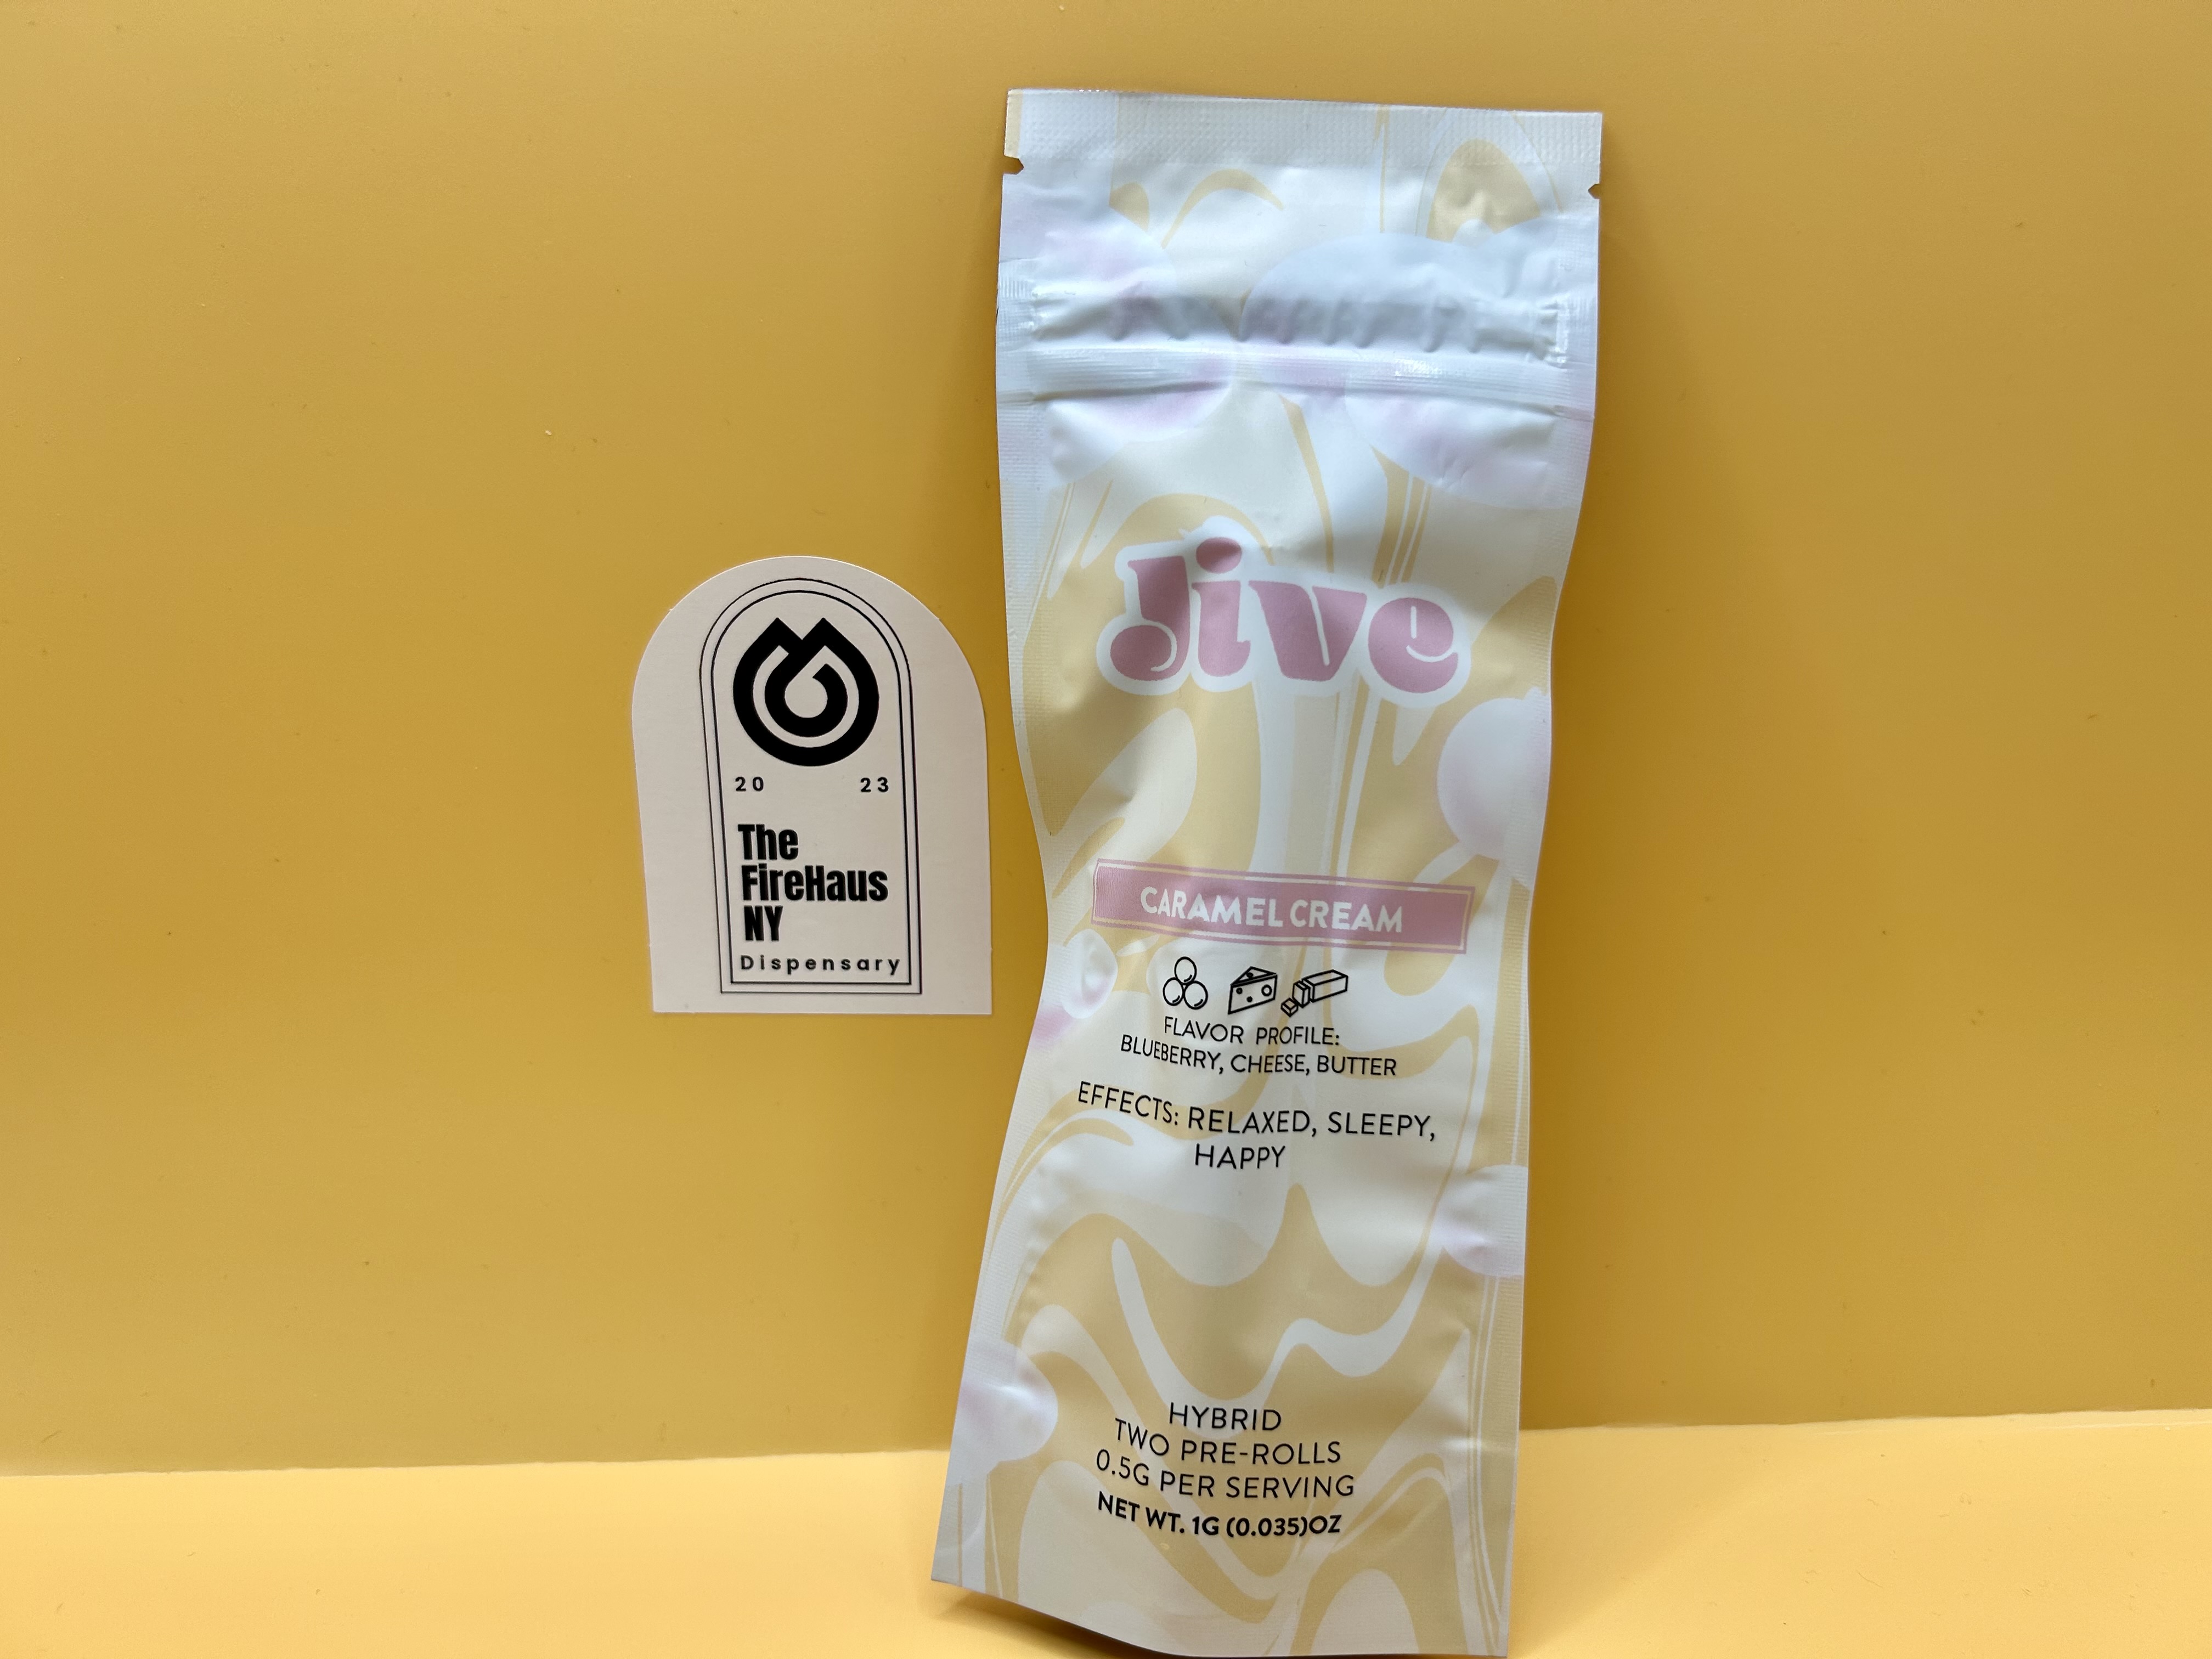 20 23
The
FireHaus
NY
Dispensary
Jive
CARAMEL CREAM
FLAVOR PROFILE:
BLUEBERRY, CHEESE, BUTTER
EFFECTS: RELAXED, SLEEPY,
HAPPY
HYBRID
TWO PRE-ROLLS
0.5G PER SERVING
NET WT. 1G (0.035)OZ